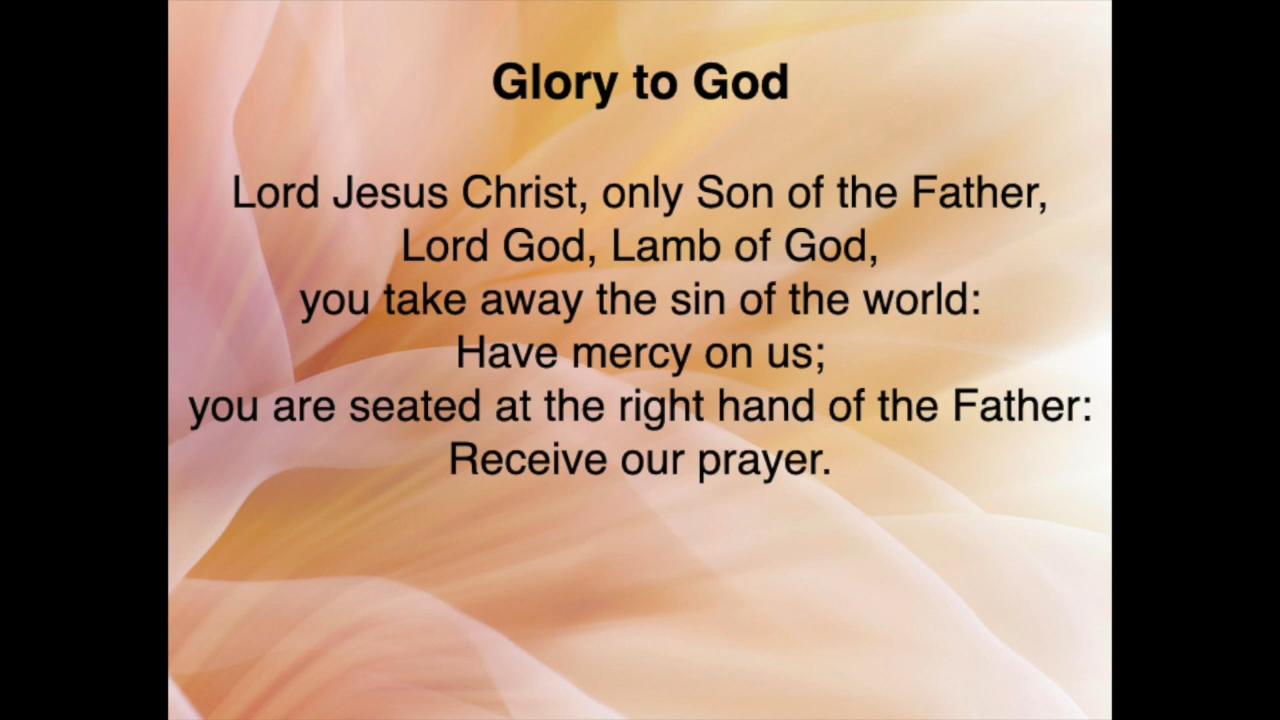 Glory to God
Lord Jesus Christ, only Son of the Father,
Lord God, Lamb of God,
you take away the sin of the world:
Have mercy on us;
you are seated at the right hand of the Father:
Receive our prayer.